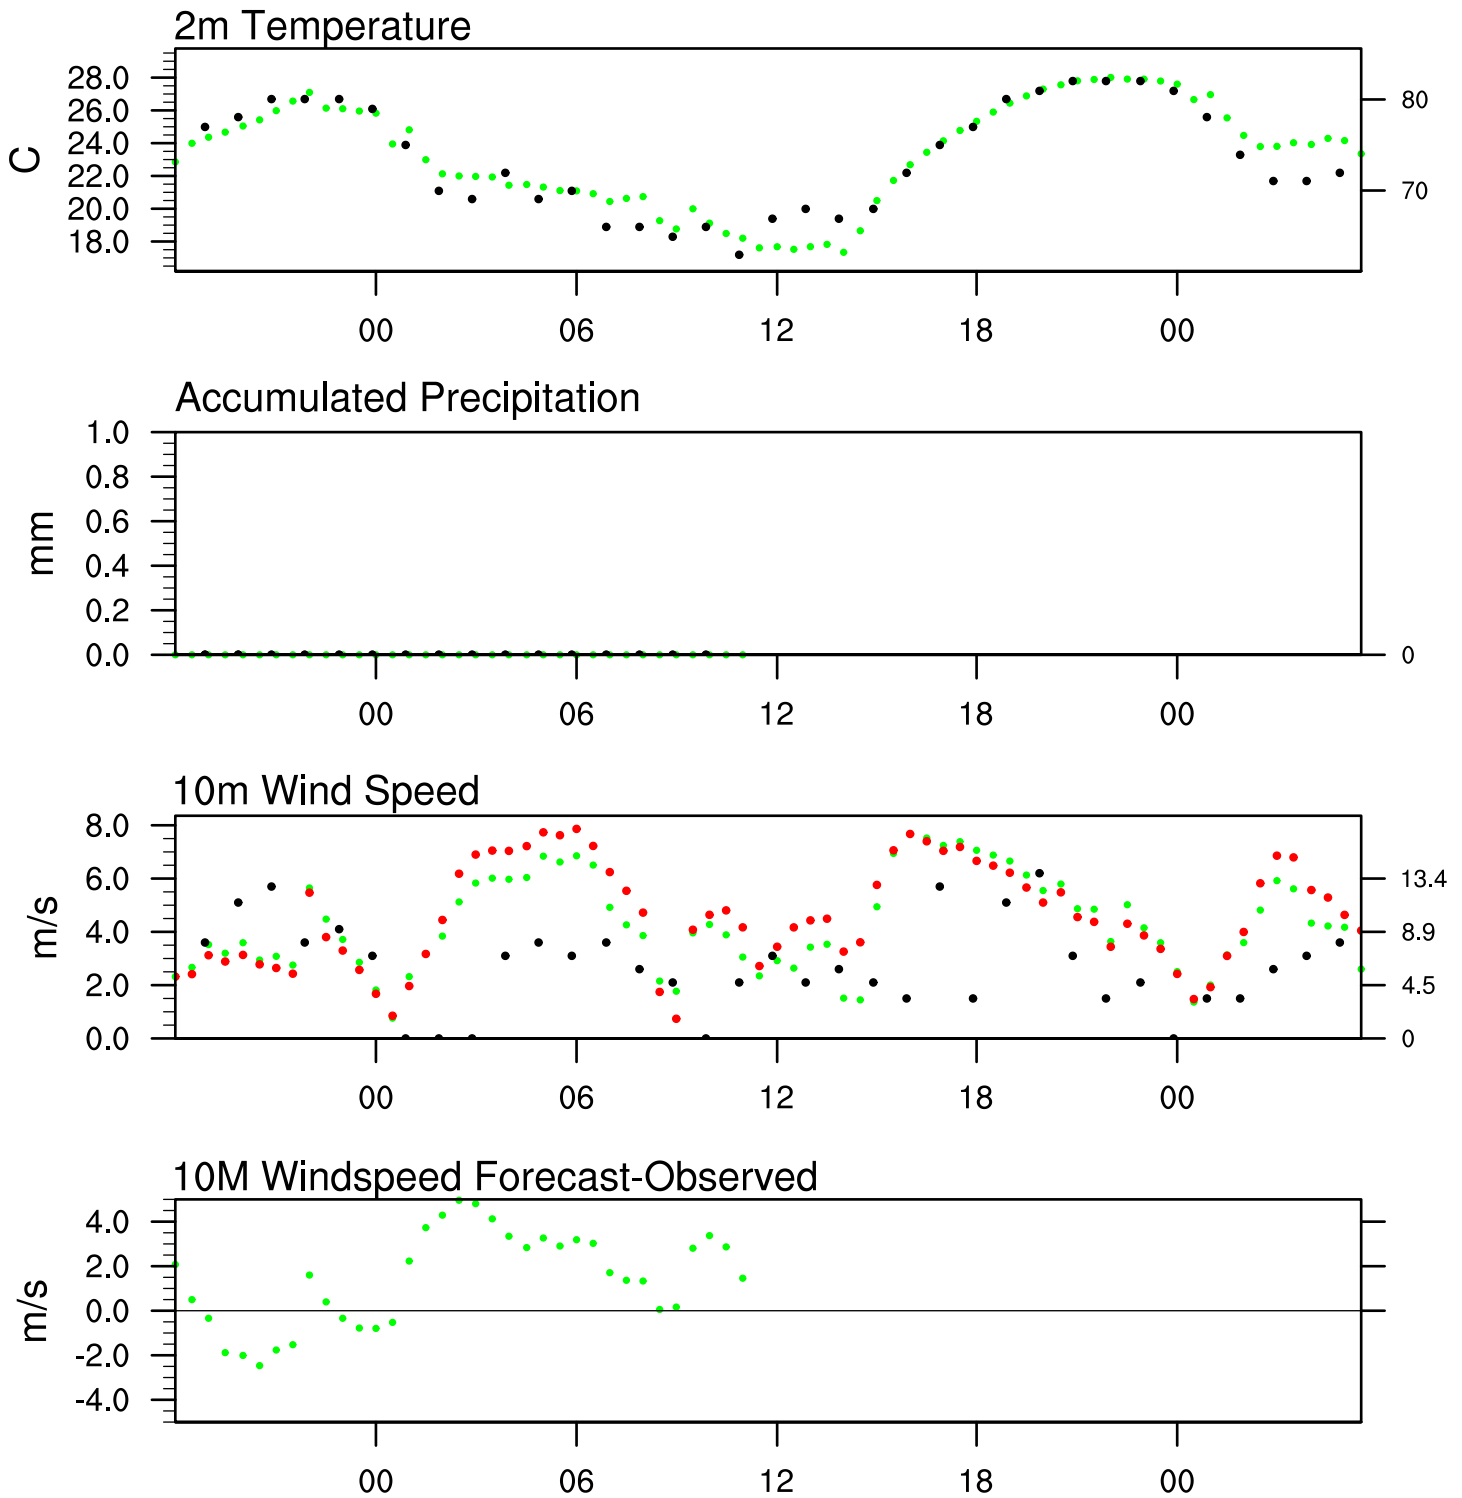 2m Temperature
28.0
26.0
24.0
22.0
20.0
18.0
C
80
70
00 06 12 18 00
Accumulated Precipitation
1.0
0.8
0.6
0.4
0.2
0.0
mm
0
00 06 12 18 00
10m Wind Speed
8.0
6.0
4.0
2.0
0.0
m/s
13.4
8.9
4.5
0
00 06 12 18 00
10M Windspeed Forecast-Observed
4.0
2.0
0.0
-2.0
-4.0
m/s
00 06 12 18 00